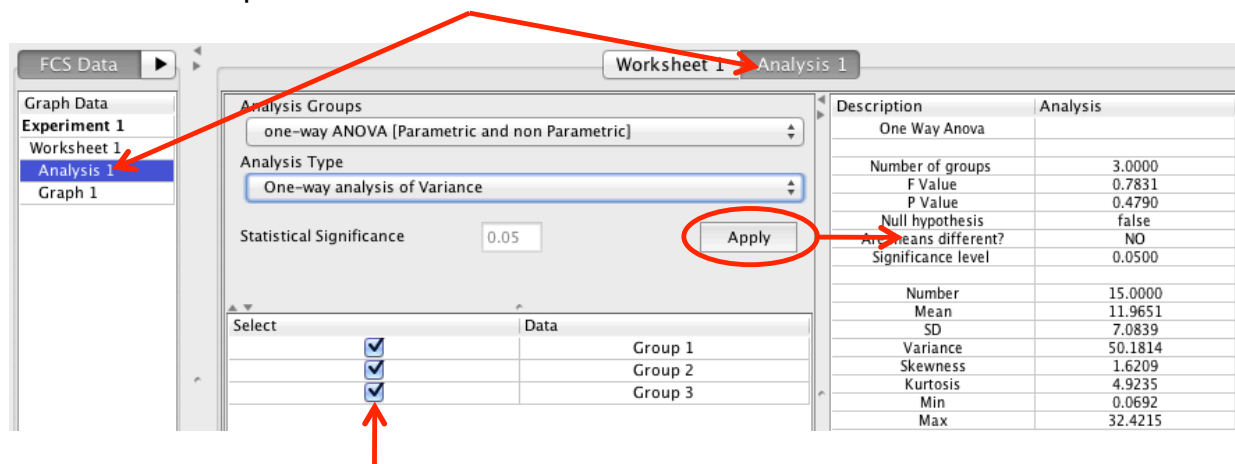 FCS Data
Worksheet 1 Analysis 1
Graph Data
Experiment 1
Worksheet 1
Analysis 1
Graph 1
Analysis Groups
one-way ANOVA [Parametric and non Parametric]
Analysis Type
One-way analysis of Variance
Statistical Significance 0.05 Apply
Select Data
Group 1
Group 2
Group 3
Description Analysis
One Way Anova
Number of groups 3.0000
F Value 0.7831
P Value 0.4790
Null hypothesis false
Are means different? NO
Significance level 0.0500
Number 15.0000
Mean 11.9651
SD 7.0839
Variance 50.1814
Skewness 1.6209
Kurtosis 4.9235
Min 0.0692
Max 32.4215